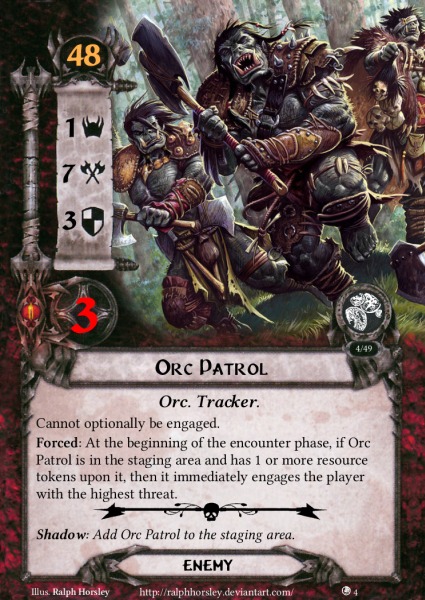 48
1
7
3
3
4/49
Orc Patrol
Orc. Tracker.
Cannot optionally be engaged.
Forced: At the beginning of the encounter phase, if Orc
Patrol is in the staging area and has 1 or more resource
tokens upon it, then it immediately engages the player
with the highest threat.
Shadow: Add Orc Patrol to the staging area.
ENEMY
Illus. Ralph Horsley
http://ralphhorsley.deviantart.com/
4